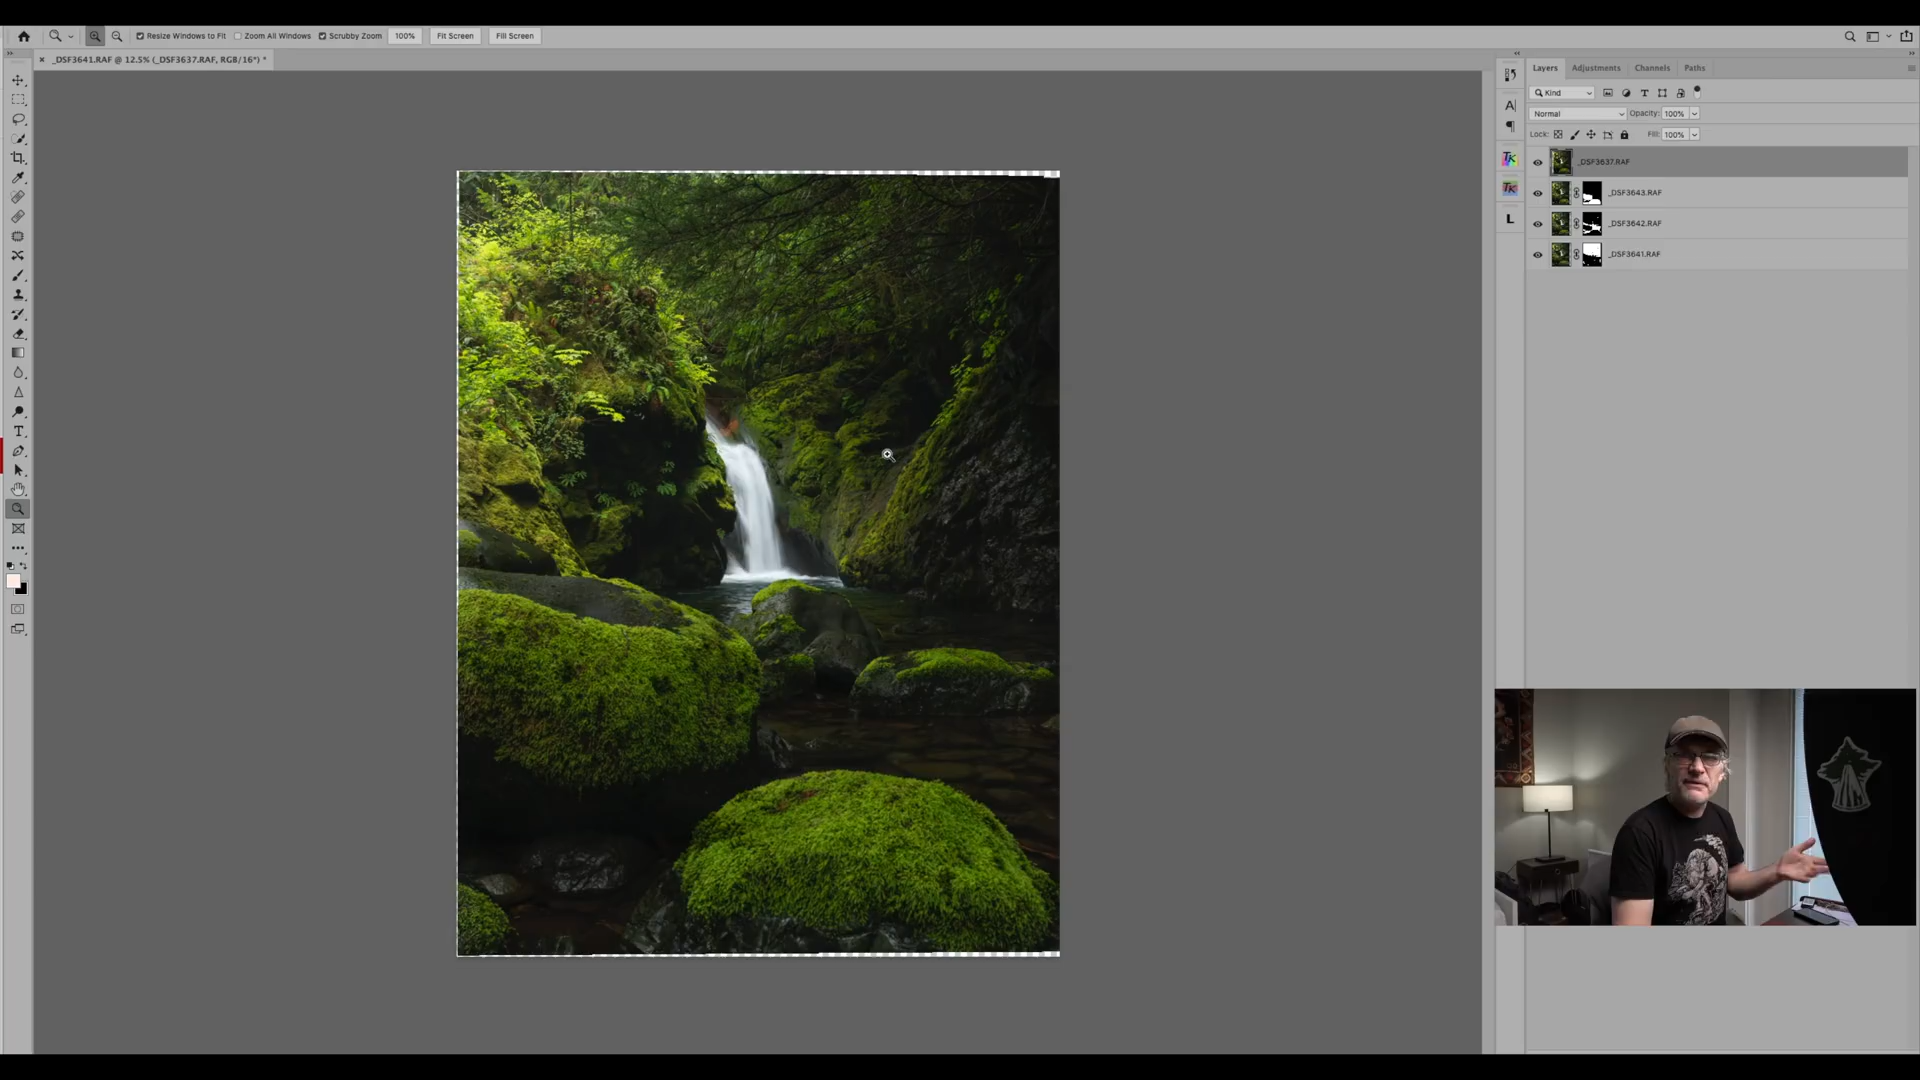 Resize Windows to Fit Zoom All Windows Scrubby Zoom 100% Fit Screen Fill Screen
_DSF3641.RAF @ 12.5% (_DSF3637.RAF, RGB/16*) *
Layers Adjustments Channels Paths
Kind
Normal Opacity: 100%
Lock: Fill: 100%
_DSF3637.RAF
_DSF3643.RAF
_DSF3642.RAF
_DSF3641.RAF
A
TK
TK
L